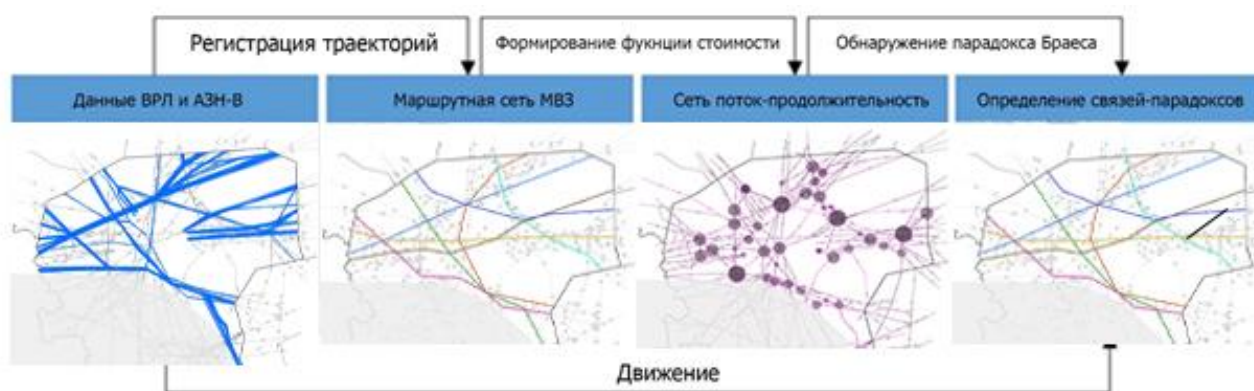 Регистрация траекторий
Формирование фукнции стоимости
Обнаружение парадокса Браеса
Данные ВРЛ и АЗН-В
Маршрутная сеть МВЗ
Сеть поток-продолжительность
Определение связей-парадоксов
Движение